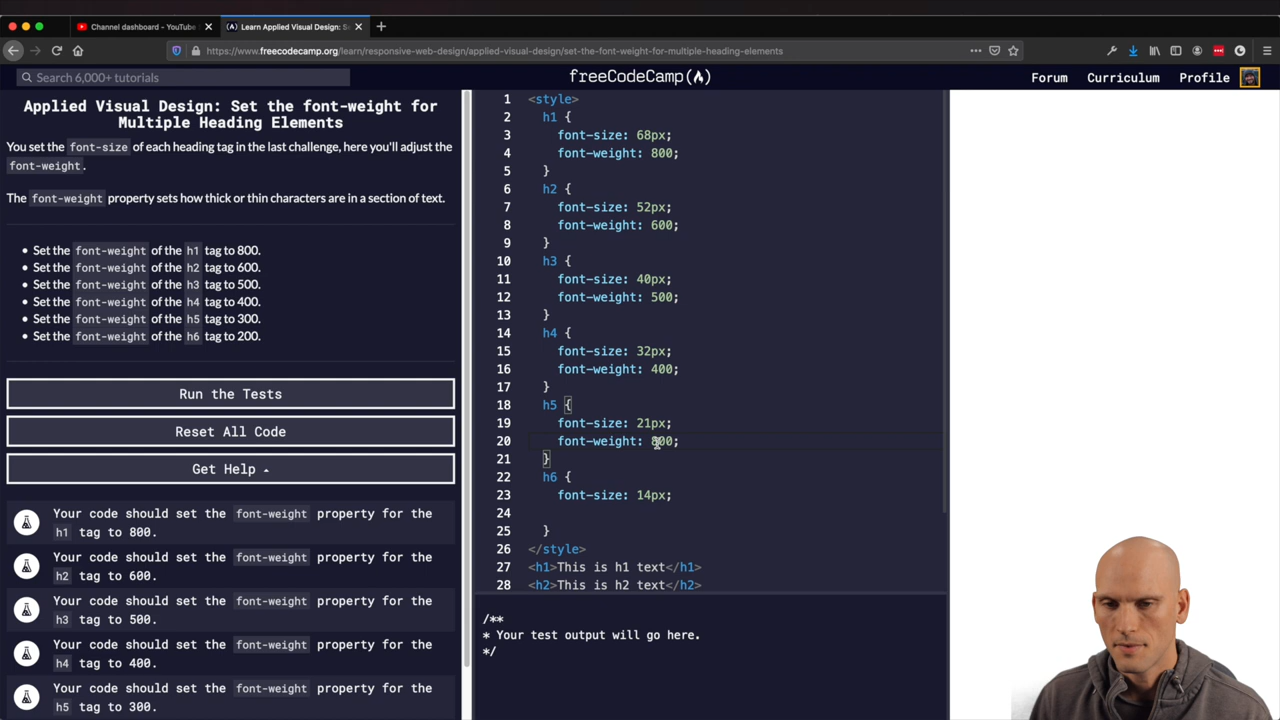 Channel dashboard - YouTube
Learn Applied Visual Design: Se
https://www.freecodecamp.org/learn/responsive-web-design/applied-visual-design/set-the-font-weight-for-multiple-heading-elements
Search 6,000+ tutorials
freeCodeCamp
Forum
Curriculum
Profile
Applied Visual Design: Set the font-weight for
Multiple Heading Elements
You set the font-size of each heading tag in the last challenge, here you'll adjust the
font-weight.
The font-weight property sets how thick or thin characters are in a section of text.
Set the font-weight of the h1 tag to 800.
Set the font-weight of the h2 tag to 600.
Set the font-weight of the h3 tag to 500.
Set the font-weight of the h4 tag to 400.
Set the font-weight of the h5 tag to 300.
Set the font-weight of the h6 tag to 200.
Run the Tests
Reset All Code
Get Help
Your code should set the font-weight property for the
h1 tag to 800.
Your code should set the font-weight property for the
h2 tag to 600.
Your code should set the font-weight property for the
h3 tag to 500.
Your code should set the font-weight property for the
h4 tag to 400.
Your code should set the font-weight property for the
h5 tag to 300.
1 <style>
2 h1 {
3 font-size: 68px;
4 font-weight: 800;
5 }
6 h2 {
7 font-size: 52px;
8 font-weight: 600;
9 }
10 h3 {
11 font-size: 40px;
12 font-weight: 500;
13 }
14 h4 {
15 font-size: 32px;
16 font-weight: 400;
17 }
18 h5 {
19 font-size: 21px;
20 font-weight: 800;
21 }
22 h6 {
23 font-size: 14px;
24
25 }
26 </style>
27 <h1>This is h1 text</h1>
28 <h2>This is h2 text</h2>
/**
* Your test output will go here.
*/